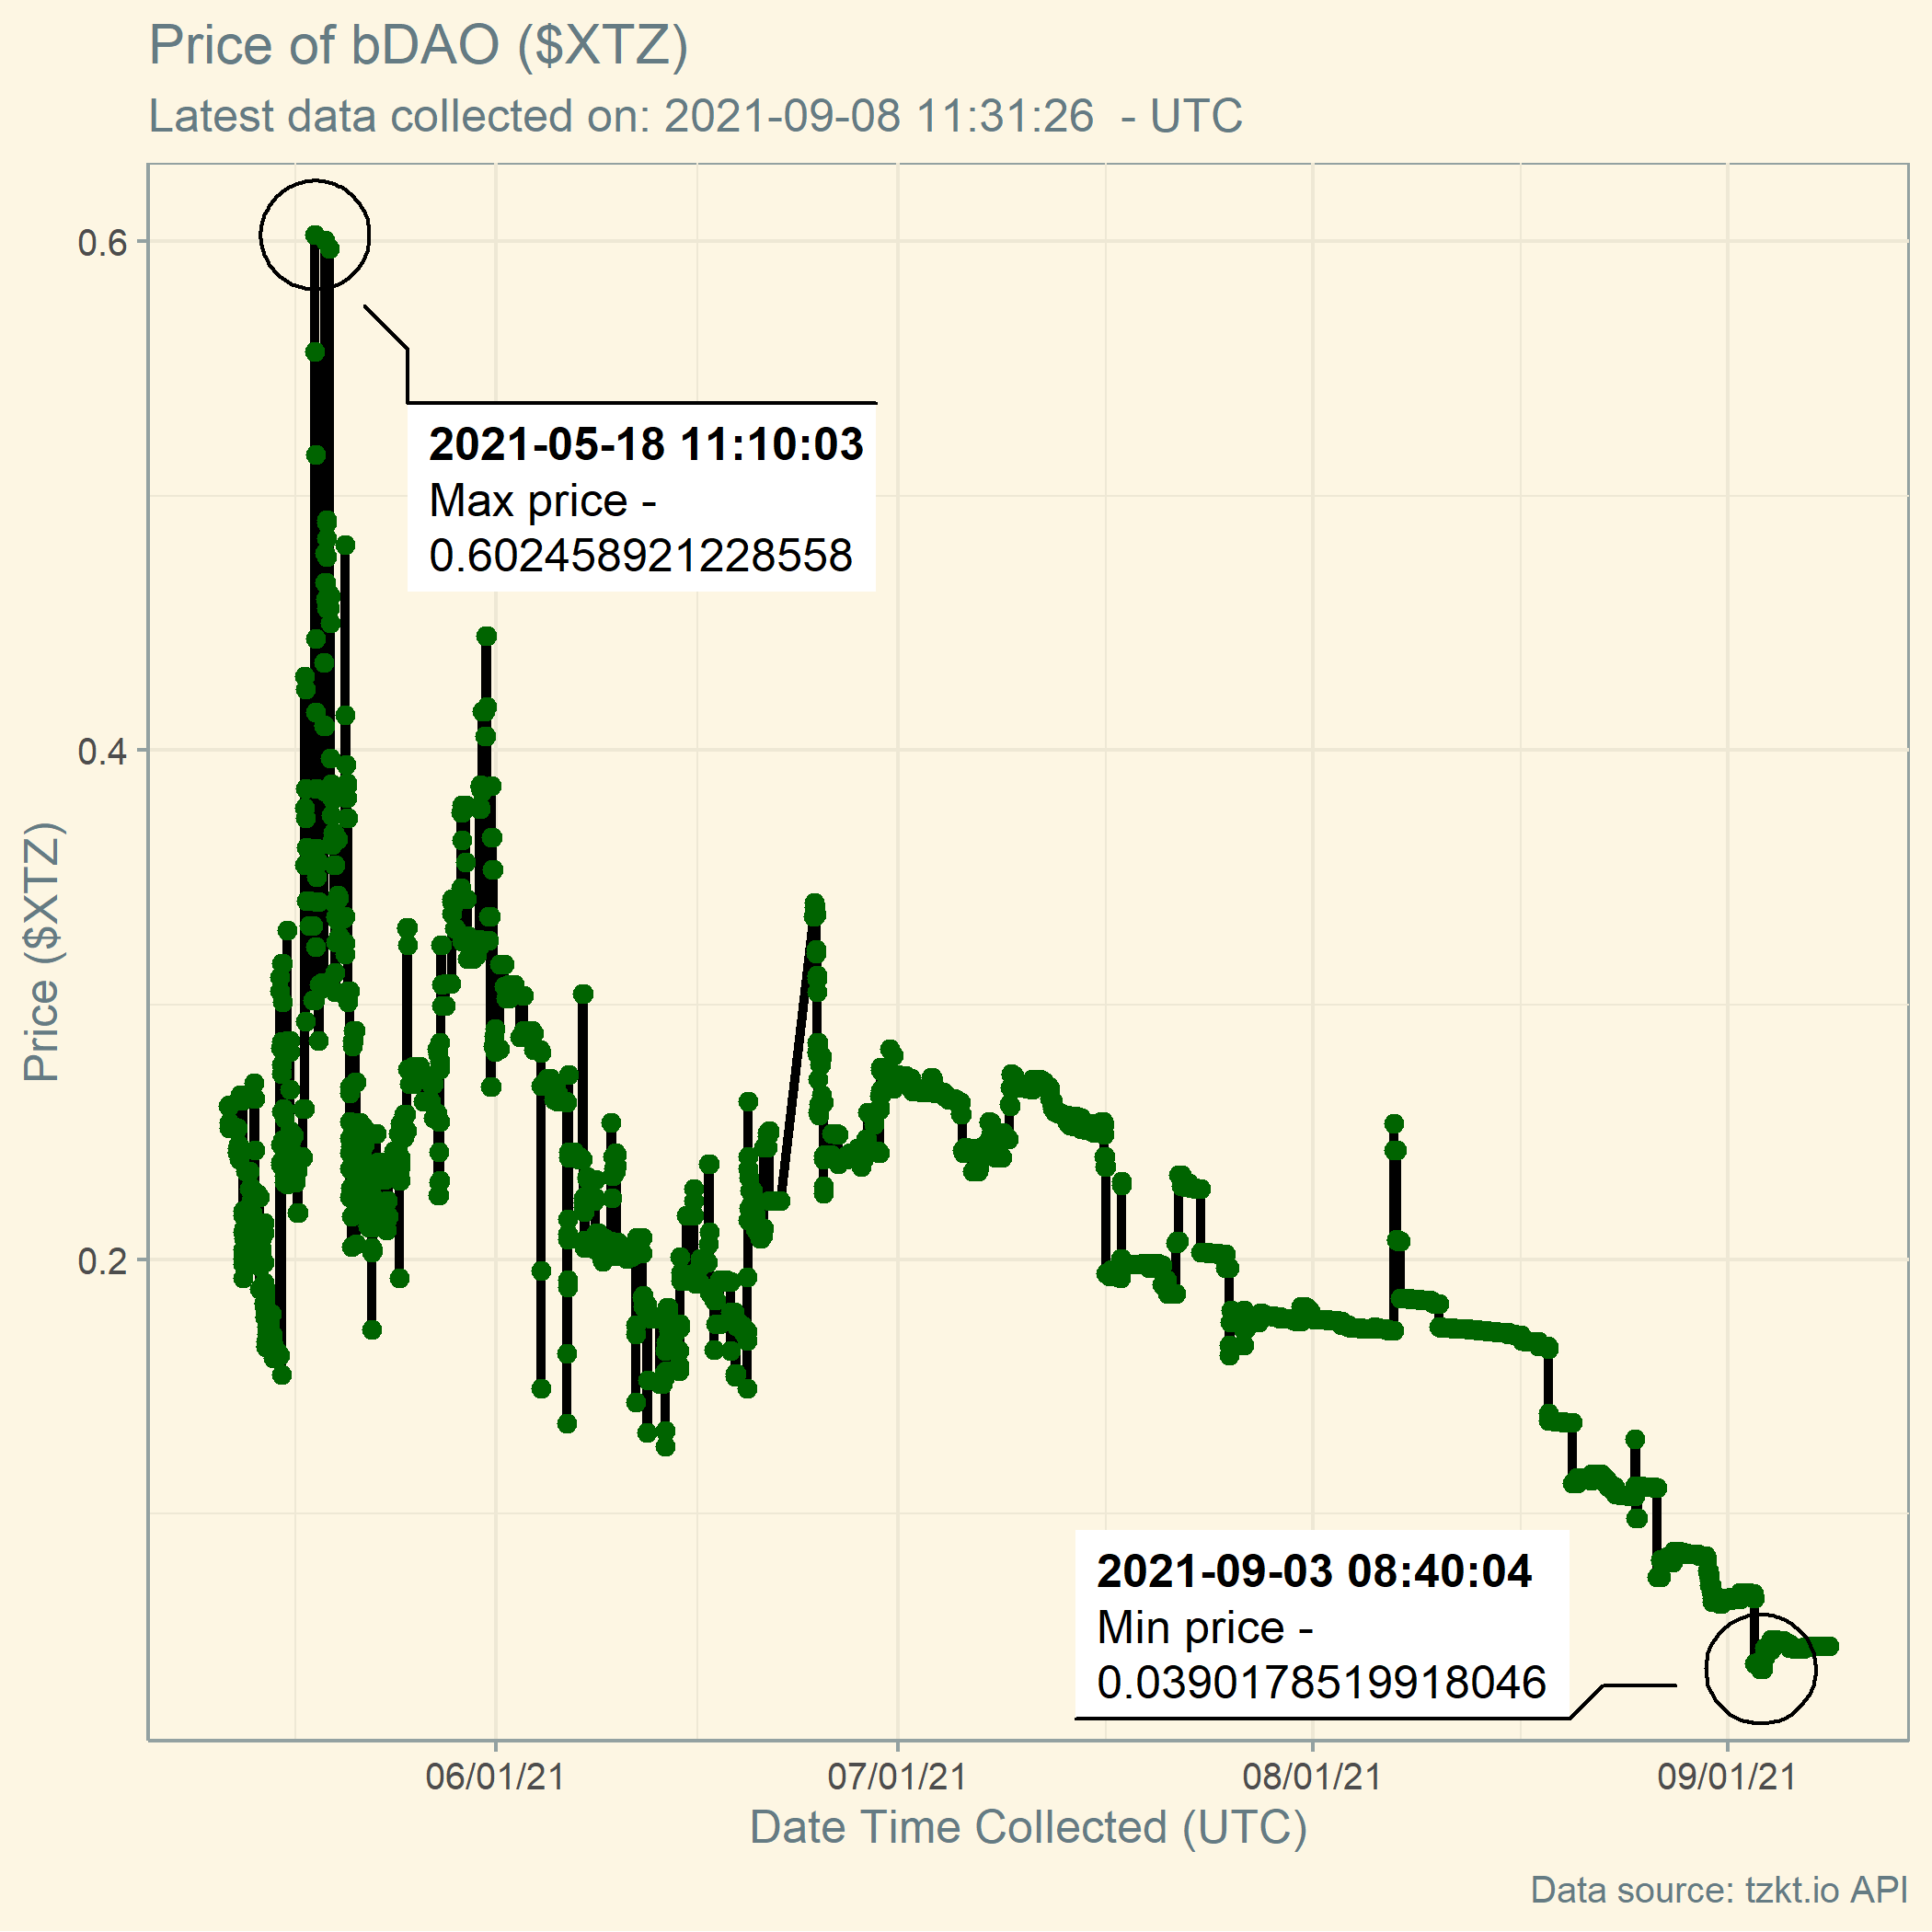 Price of bDAO ($XTZ)
Latest data collected on: 2021-09-08 11:31:26  - UTC
0.6
0.4
0.2
Price ($XTZ)
2021-05-18 11:10:03
Max price -
0.602458921228558
2021-09-03 08:40:04
Min price -
0.0390178519918046
06/01/21
07/01/21
08/01/21
09/01/21
Date Time Collected (UTC)
Data source: tzkt.io API